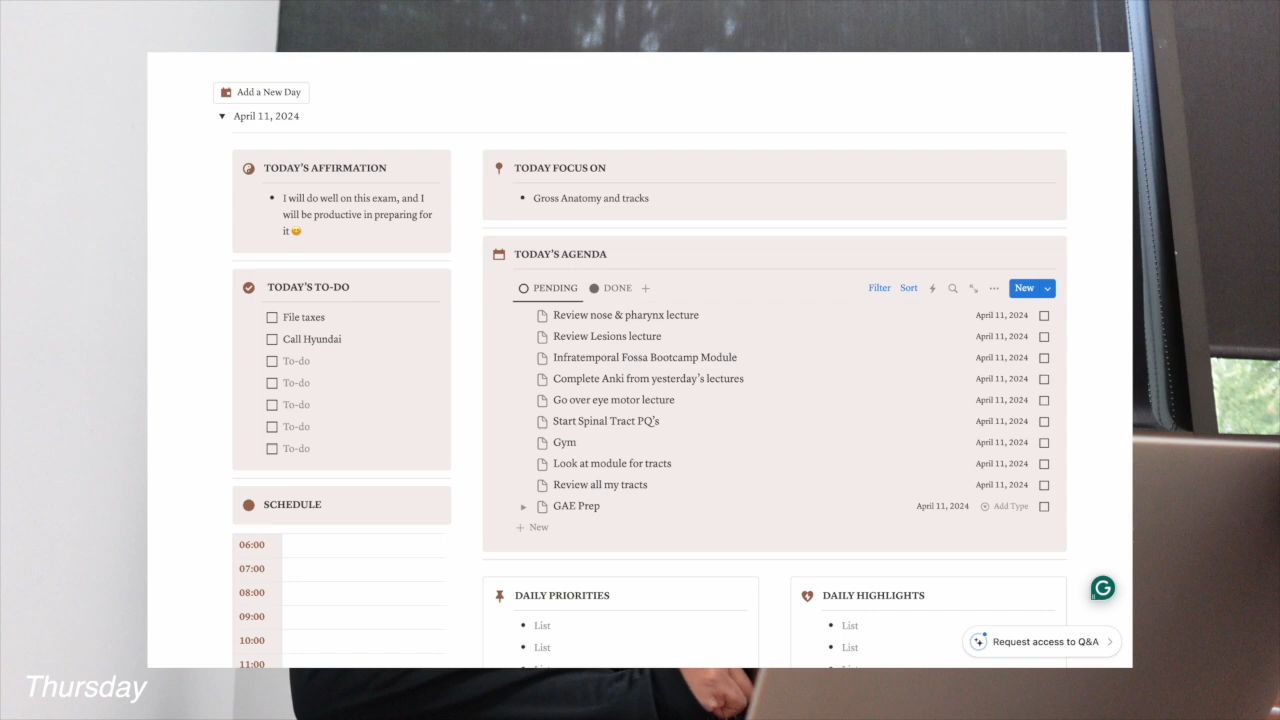 Add a New Day
April 11, 2024
TODAY'S AFFIRMATION
I will do well on this exam, and I
will be productive in preparing for
it 😊
TODAY'S TO-DO
File taxes
Call Hyundai
To-do
To-do
To-do
To-do
To-do
SCHEDULE
06:00
07:00
08:00
09:00
10:00
11:00
TODAY FOCUS ON
Gross Anatomy and tracks
TODAY'S AGENDA
PENDING DONE Filter Sort New
Review nose & pharynx lecture April 11, 2024
Review Lesions lecture April 11, 2024
Infratemporal Fossa Bootcamp Module April 11, 2024
Complete Anki from yesterday's lectures April 11, 2024
Go over eye motor lecture April 11, 2024
Start Spinal Tract PQ's April 11, 2024
Gym April 11, 2024
Look at module for tracts April 11, 2024
Review all my tracts April 11, 2024
GAE Prep April 11, 2024 Add Type
New
DAILY PRIORITIES
List
List
DAILY HIGHLIGHTS
List
List
G
Request access to Q&A
Thursday